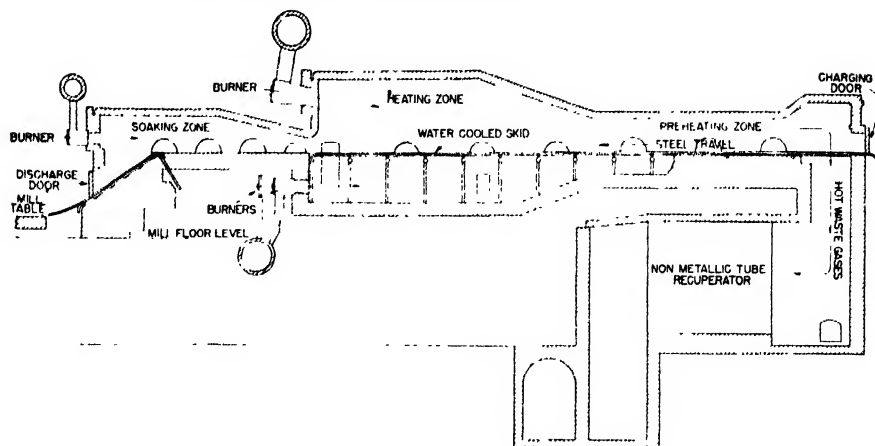 BURNER
HEATING ZONE
CHARGING
DOOR
BURNER
SOAKING ZONE
WATER COOLED SKID
PREHEATING ZONE
STEEL TRAVEL
DISCHARGE
DOOR
MILL
TABLE
BURNERS
MILL FLOOR LEVEL
HOT WASTE GASES
NON METALLIC TUBE
RECUPERATOR